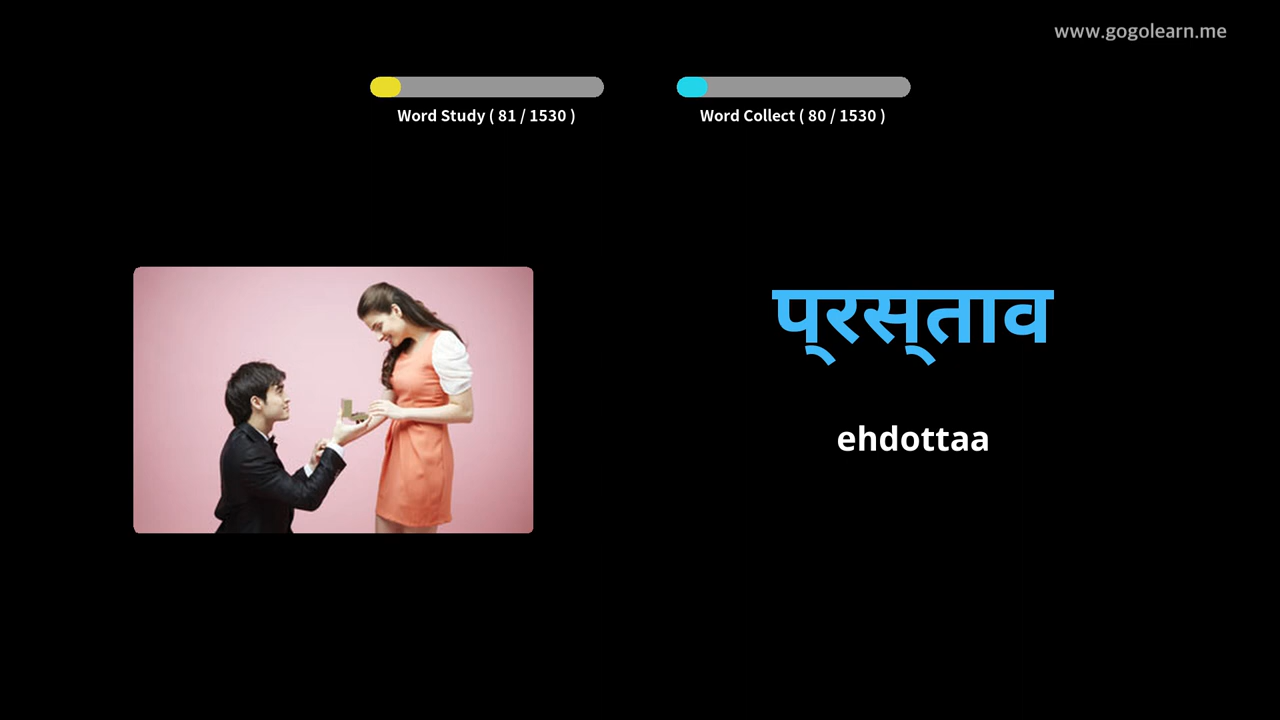 www.gogolearn.me
Word Study ( 81 / 1530 )
Word Collect ( 80 / 1530 )
प्रस्ताव
ehdottaa